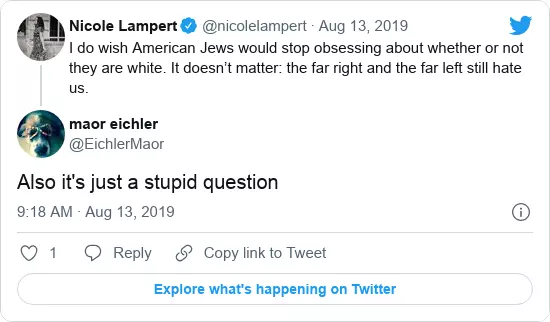 Nicole Lampert @nicolelampert · Aug 13, 2019
I do wish American Jews would stop obsessing about whether or not
they are white. It doesn’t matter: the far right and the far left still hate
us.
maor eichler
@EichlerMaor
Also it's just a stupid question
9:18 AM · Aug 13, 2019
1 Reply Copy link to Tweet
Explore what's happening on Twitter